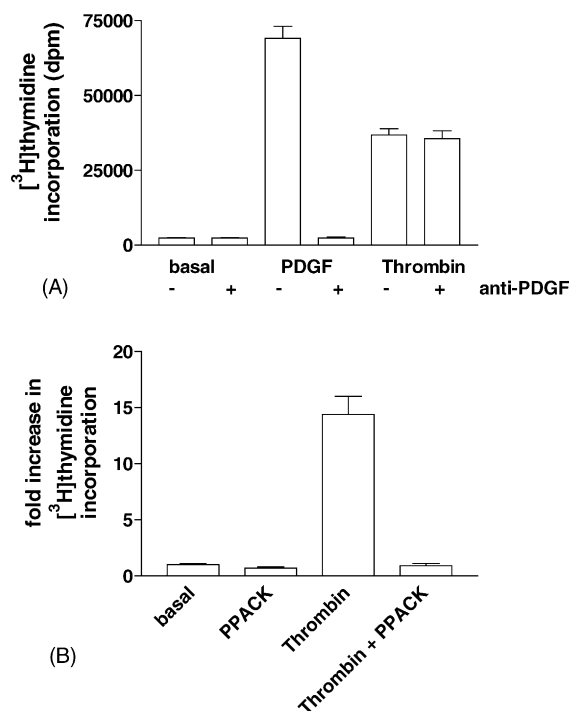 75000
50000
25000
0
[³H]thymidine
incorporation (dpm)
basal PDGF Thrombin
- + - + - + anti-PDGF
(A)
20
15
10
5
0
fold increase in
[³H]thymidine
incorporation
basal
PPACK
Thrombin
Thrombin + PPACK
(B)